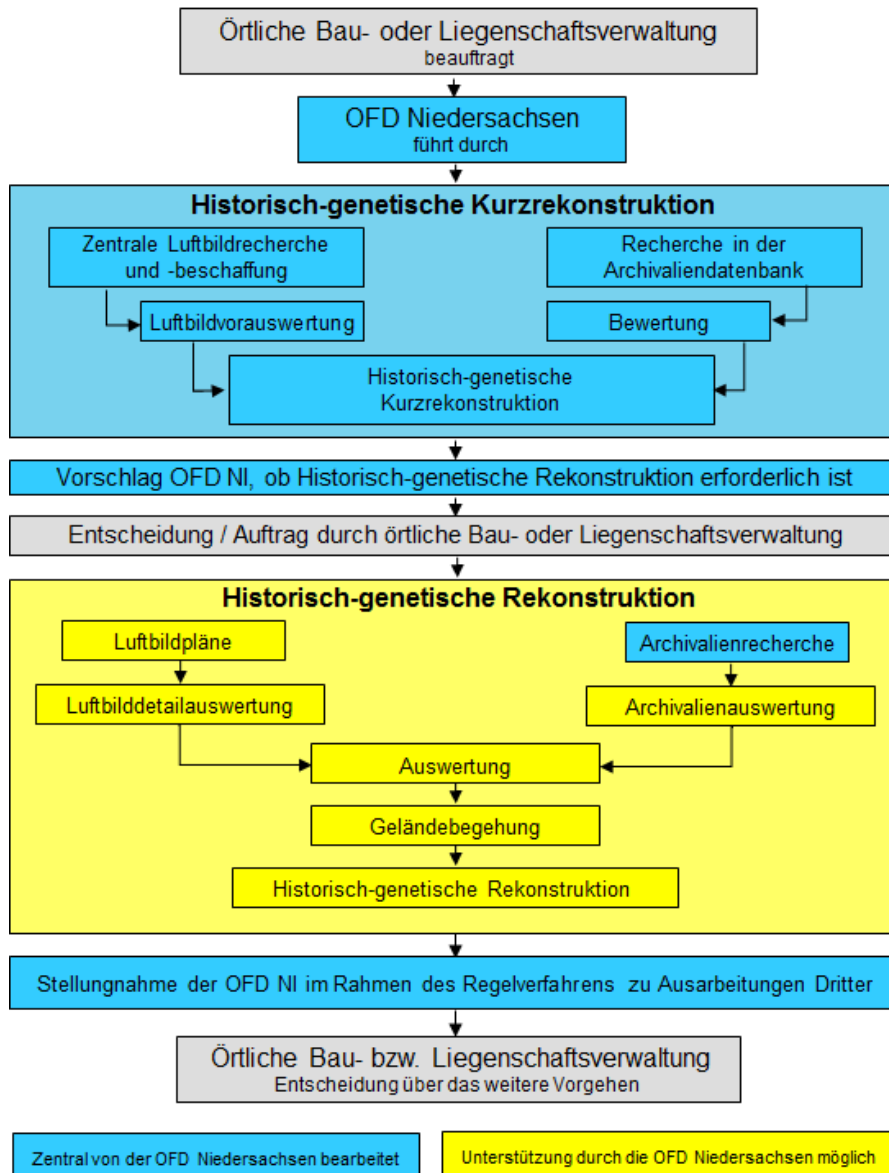 Örtliche Bau- oder Liegenschaftsverwaltung
beauftragt
OFD Niedersachsen
führt durch
Historisch-genetische Kurzrekonstruktion
Zentrale Luftbildrecherche
und -beschaffung
Recherche in der
Archivaliendatenbank
Luftbildvorauswertung
Bewertung
Historisch-genetische
Kurzrekonstruktion
Vorschlag OFD NI, ob Historisch-genetische Rekonstruktion erforderlich ist
Entscheidung / Auftrag durch örtliche Bau- oder Liegenschaftsverwaltung
Historisch-genetische Rekonstruktion
Luftbildpläne
Archivalienrecherche
Luftbilddetailauswertung
Archivalienauswertung
Auswertung
Geländebegehung
Historisch-genetische Rekonstruktion
Stellungnahme der OFD NI im Rahmen des Regelverfahrens zu Ausarbeitungen Dritter
Örtliche Bau- bzw. Liegenschaftsverwaltung
Entscheidung über das weitere Vorgehen
Zentral von der OFD Niedersachsen bearbeitet
Unterstützung durch die OFD Niedersachsen möglich